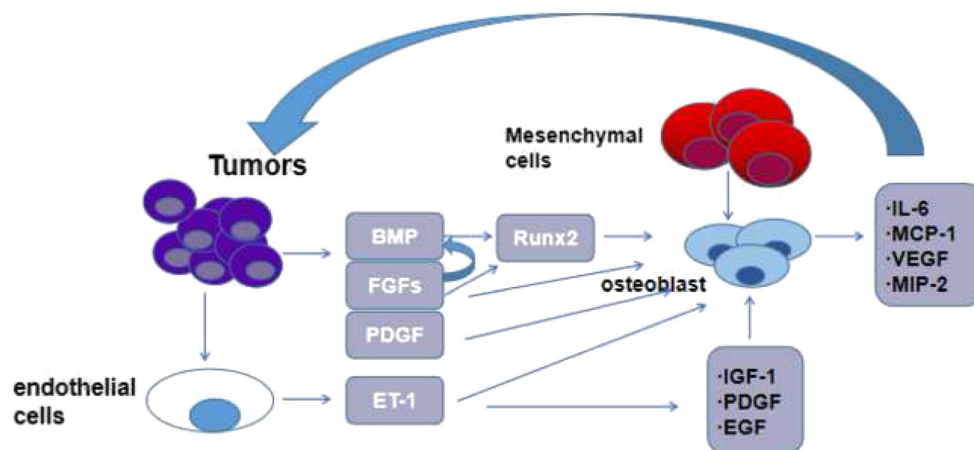 Tumors
Mesenchymal
cells
BMP
Runx2
FGFs
osteoblast
PDGF
·IL-6
·MCP-1
·VEGF
·MIP-2
endothelial
cells
ET-1
·IGF-1
·PDGF
·EGF